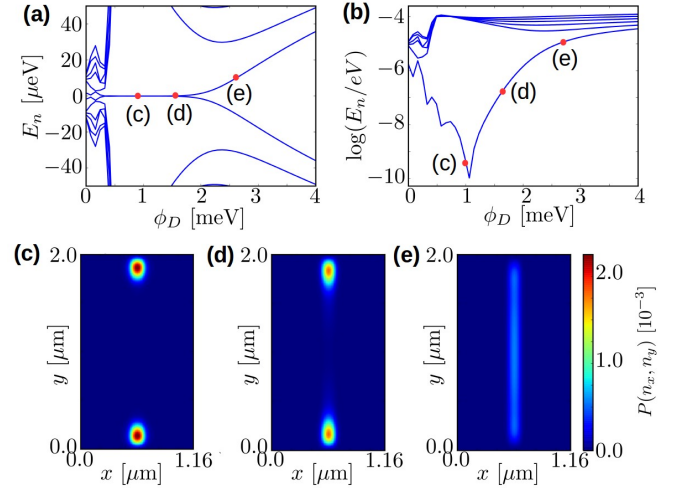 (a)
E_n [μeV]
40
20
0
−20
−40
(c) (d) (e)
0 1 2 3 4
ϕ_D [meV]
(b)
log(E_n/eV)
−4
−6
−8
−10
(e)
(d)
(c)
0 1 2 3 4
ϕ_D [meV]
(c)
2.0
y [μm]
0.0
0.0 1.16
x [μm]
(d)
2.0
y [μm]
0.0
0.0 1.16
x [μm]
(e)
2.0
y [μm]
0.0
0.0 1.16
x [μm]
2.0
1.0
0.0
P(n_x, n_y) [10⁻³]